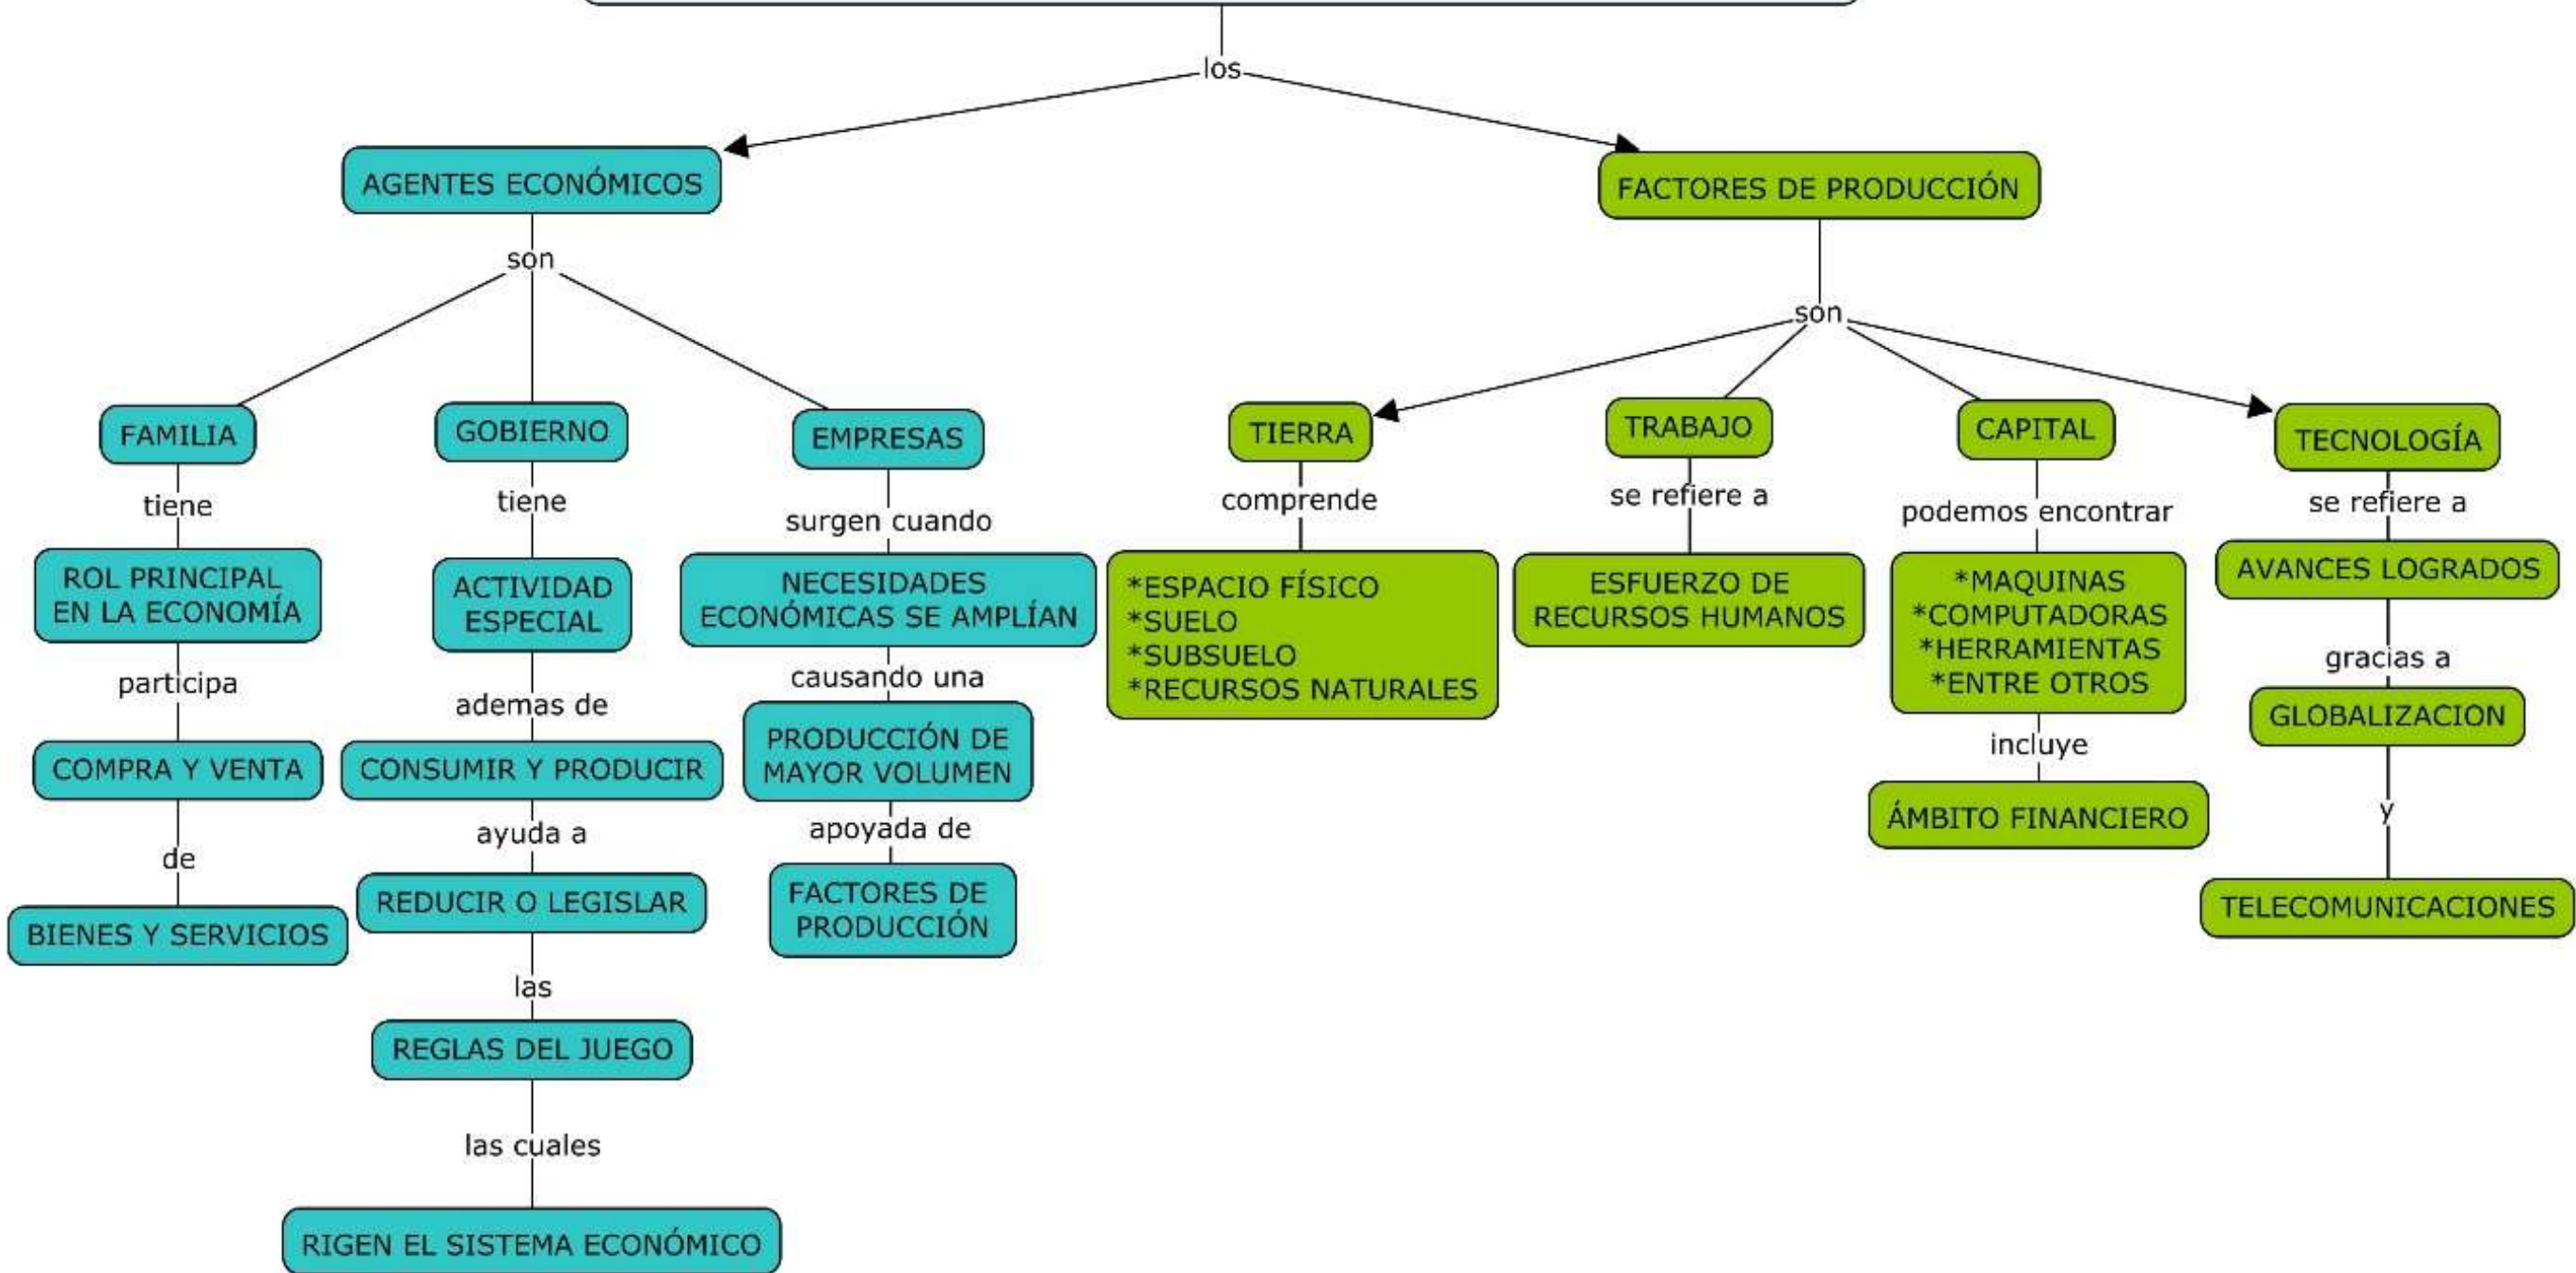 los
AGENTES ECONÓMICOS
son
FAMILIA
tiene
ROL PRINCIPAL
EN LA ECONOMÍA
participa
COMPRA Y VENTA
de
BIENES Y SERVICIOS
GOBIERNO
tiene
ACTIVIDAD
ESPECIAL
ademas de
CONSUMIR Y PRODUCIR
ayuda a
REDUCIR O LEGISLAR
las
REGLAS DEL JUEGO
las cuales
RIGEN EL SISTEMA ECONÓMICO
EMPRESAS
surgen cuando
NECESIDADES
ECONÓMICAS SE AMPLÍAN
causando una
PRODUCCIÓN DE
MAYOR VOLUMEN
apoyada de
FACTORES DE
PRODUCCIÓN
FACTORES DE PRODUCCIÓN
son
TIERRA
comprende
*ESPACIO FÍSICO
*SUELO
*SUBSUELO
*RECURSOS NATURALES
TRABAJO
se refiere a
ESFUERZO DE
RECURSOS HUMANOS
CAPITAL
podemos encontrar
*MAQUINAS
*COMPUTADORAS
*HERRAMIENTAS
*ENTRE OTROS
incluye
ÁMBITO FINANCIERO
TECNOLOGÍA
se refiere a
AVANCES LOGRADOS
gracias a
GLOBALIZACION
y
TELECOMUNICACIONES